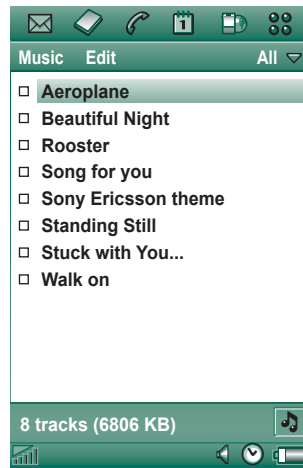 1
Music Edit All
Aeroplane
Beautiful Night
Rooster
Song for you
Sony Ericsson theme
Standing Still
Stuck with You...
Walk on
8 tracks (6806 KB)